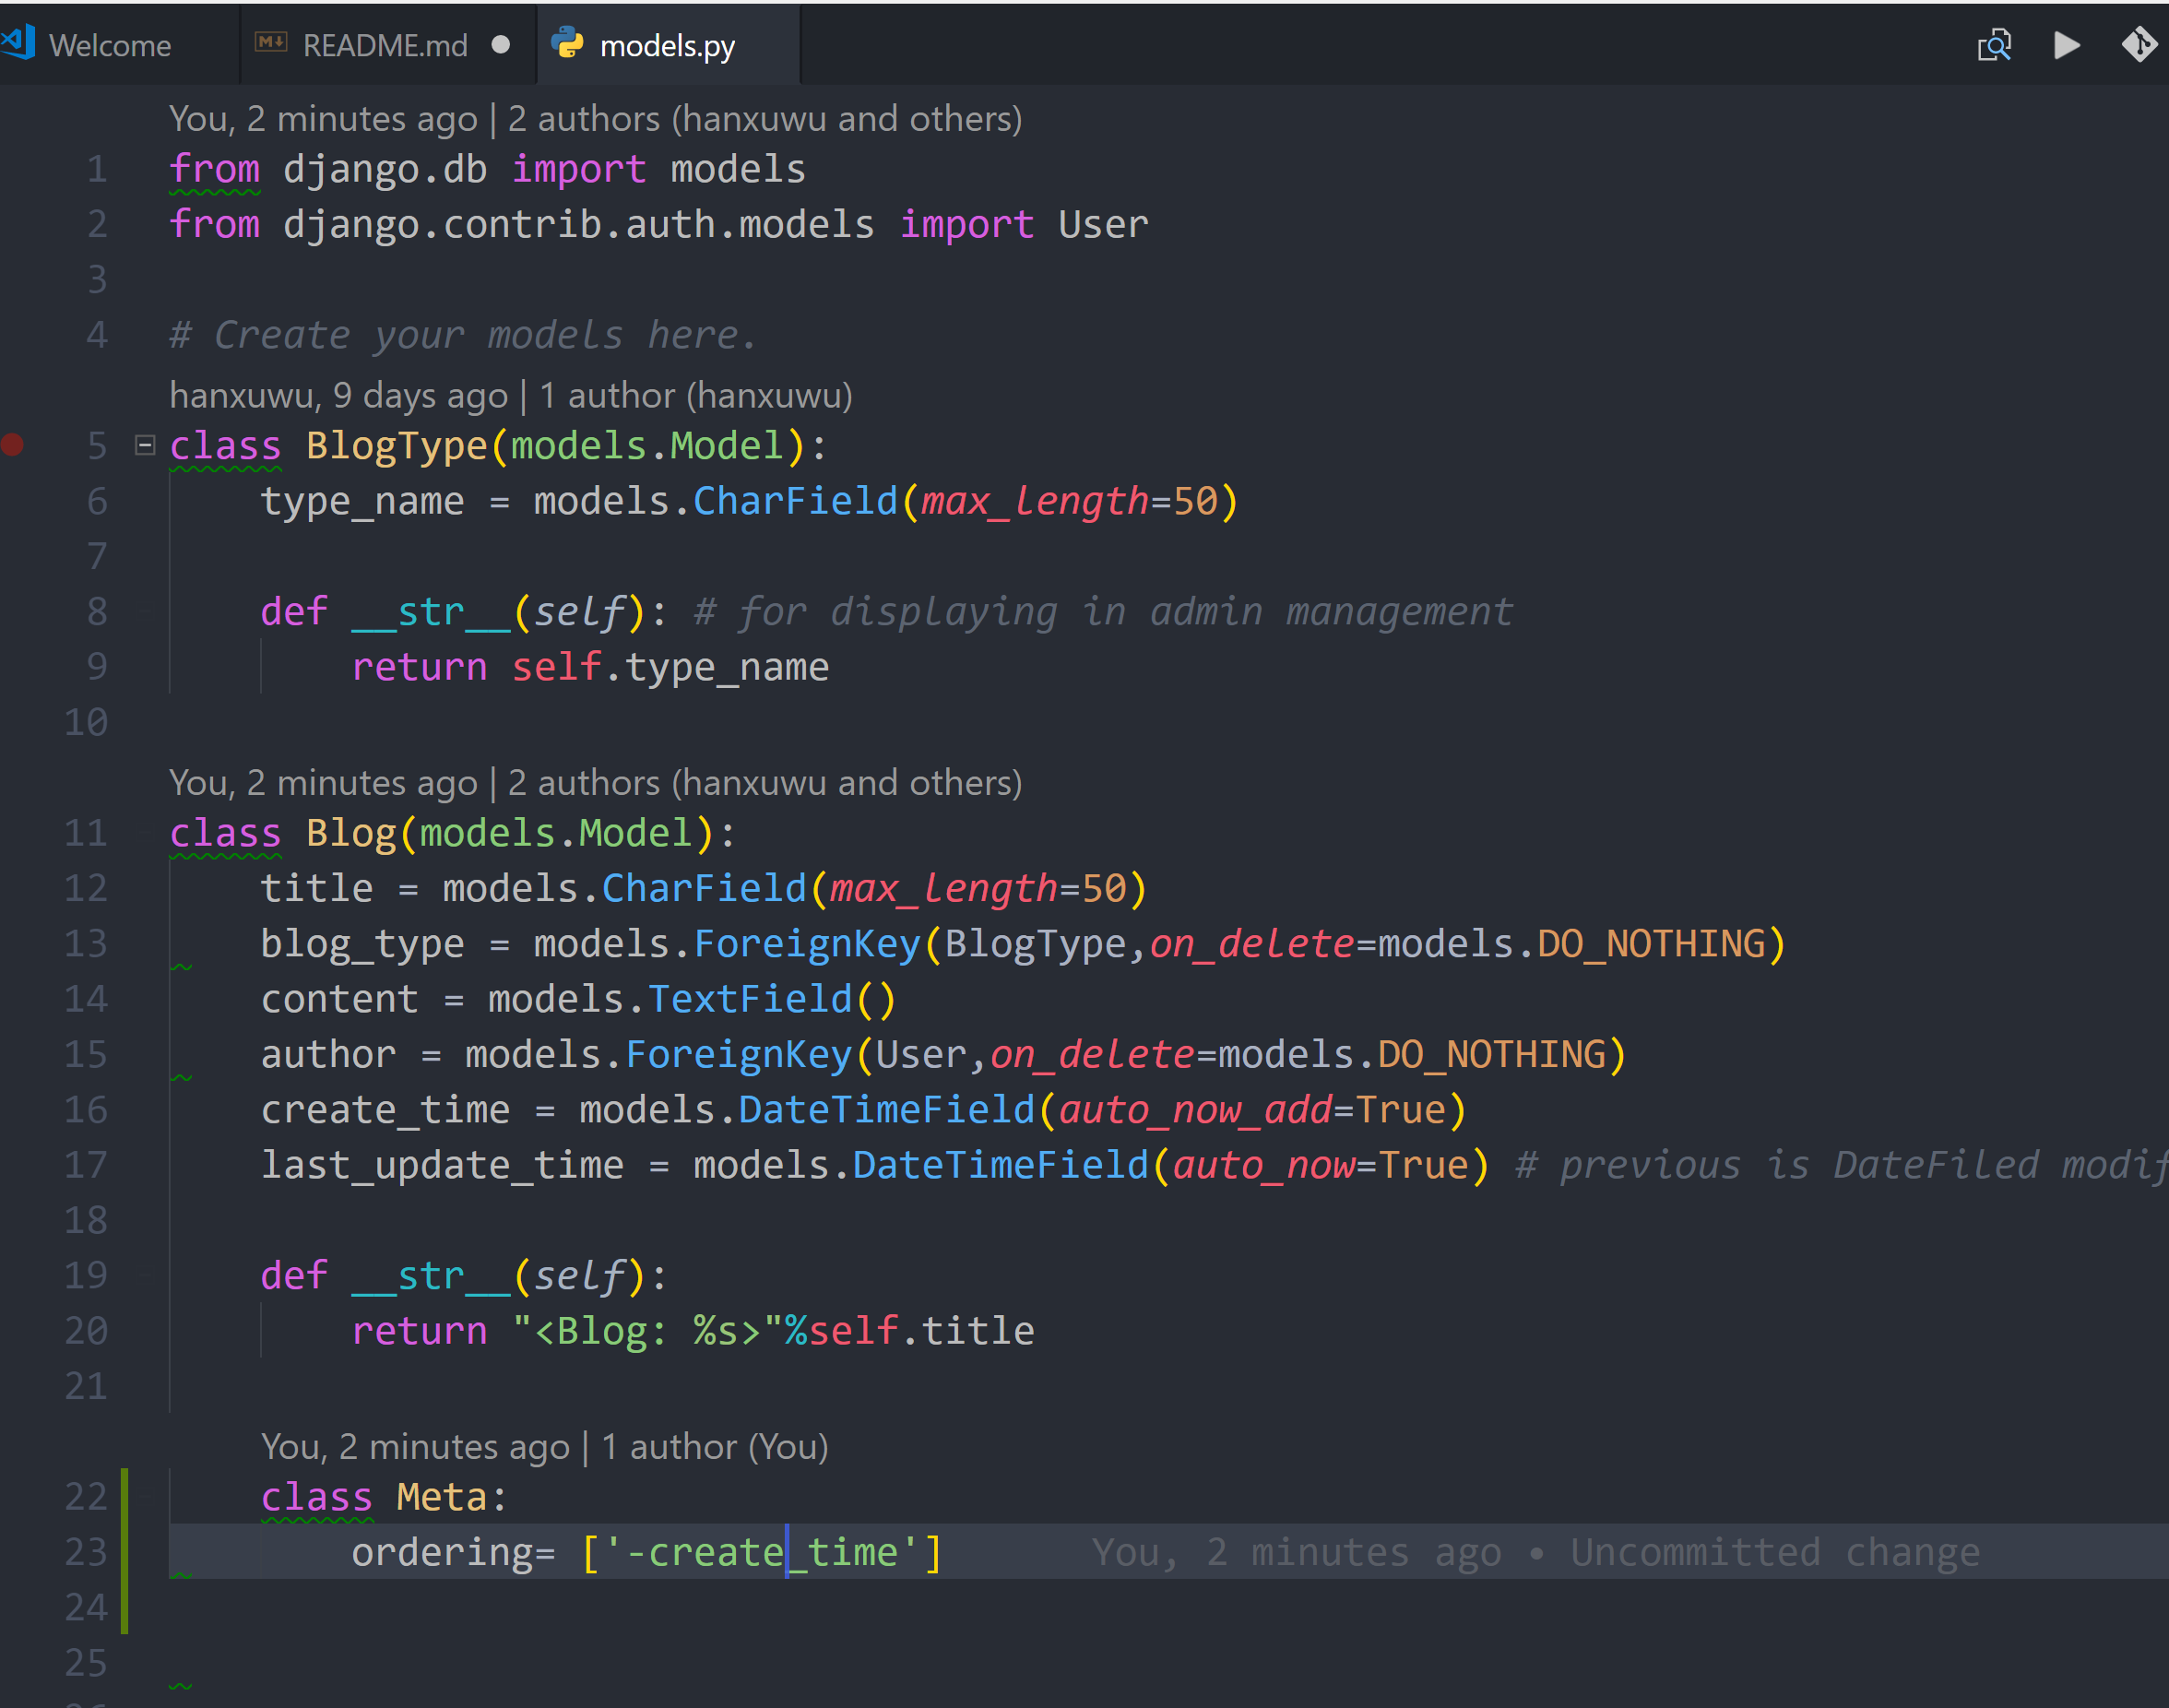 Welcome README.md models.py
You, 2 minutes ago | 2 authors (hanxuwu and others)
1 from django.db import models
2 from django.contrib.auth.models import User
3
4 # Create your models here.
hanxuwu, 9 days ago | 1 author (hanxuwu)
5 class BlogType(models.Model):
6 type_name = models.CharField(max_length=50)
7
8 def __str__(self): # for displaying in admin management
9 return self.type_name
10
You, 2 minutes ago | 2 authors (hanxuwu and others)
11 class Blog(models.Model):
12 title = models.CharField(max_length=50)
13 blog_type = models.ForeignKey(BlogType,on_delete=models.DO_NOTHING)
14 content = models.TextField()
15 author = models.ForeignKey(User,on_delete=models.DO_NOTHING)
16 create_time = models.DateTimeField(auto_now_add=True)
17 last_update_time = models.DateTimeField(auto_now=True) # previous is DateFiled modif
18
19 def __str__(self):
20 return "<Blog: %s>"%self.title
21
You, 2 minutes ago | 1 author (You)
22 class Meta:
23 ordering= ['-create_time'] You, 2 minutes ago • Uncommitted change
24
25